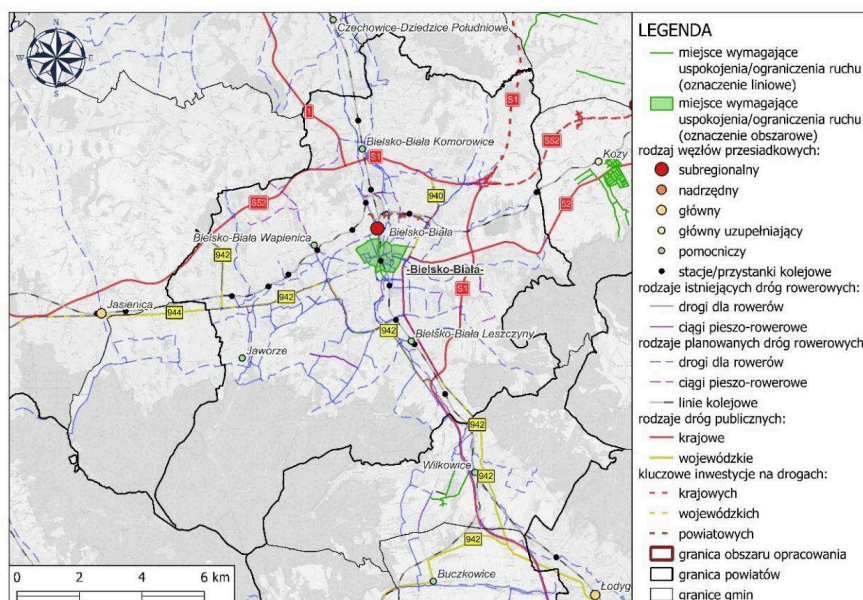 Czechowice-Dziedzice Południowe
N
W
E
S
1
S1
S52
Kozy
Bielsko-Biała Komorowice
S1
940
S52
S2
Bielsko-Biała Wapienica
Bielsko-Biała
942
-Bielsko-Biała-
942
S1
Jasienica
944
942
Bielsko-Biała Leszczyny
Jaworze
942
Wilkowice
942
942
Buczkowice
Łodyg
0 2 4 6 km
LEGENDA
miejsce wymagające
uspokojenia/ograniczenia ruchu
(oznaczenie liniowe)
miejsce wymagające
uspokojenia/ograniczenia ruchu
(oznaczenie obszarowe)
rodzaj węzłów przesiadkowych:
subregionalny
nadrzędny
główny
główny uzupełniający
pomocniczy
stacje/przystanki kolejowe
rodzaje istniejących dróg rowerowych:
drogi dla rowerów
ciągi pieszo-rowerowe
rodzaje planowanych dróg rowerowych
drogi dla rowerów
ciągi pieszo-rowerowe
linie kolejowe
rodzaje dróg publicznych:
krajowe
wojewódzkie
kluczowe inwestycje na drogach:
krajowych
wojewódzkich
powiatowych
granica obszaru opracowania
granica powiatów
granice gmin